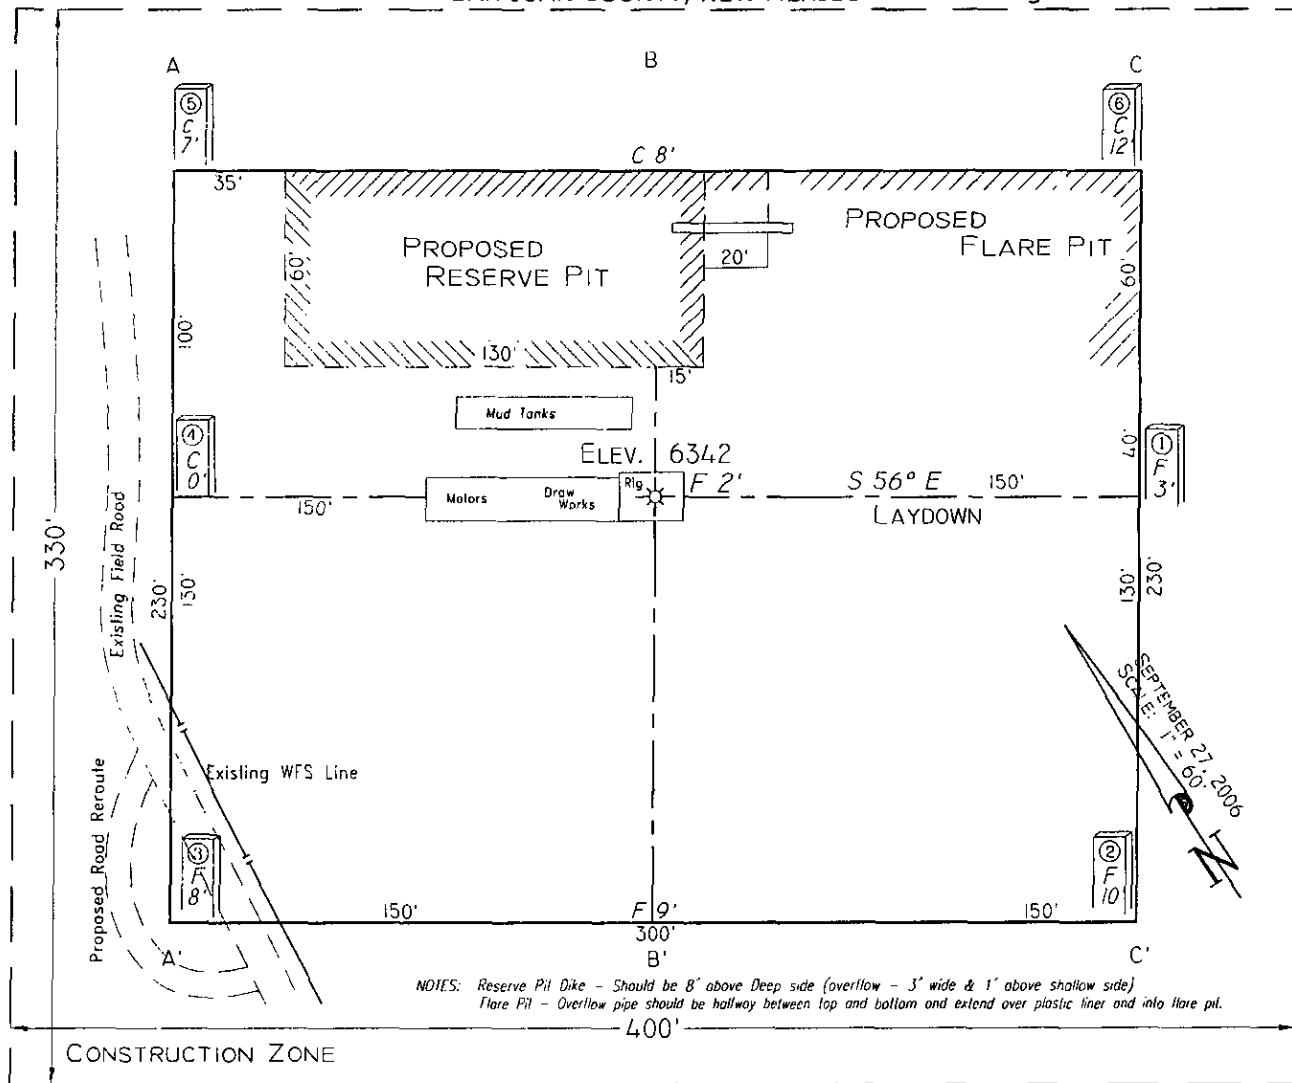 A
B
C
⑤
C
7'
⑥
C
12'
C 8'
35'
PROPOSED
RESERVE PIT
PROPOSED
FLARE PIT
60'
20'
60'
100'
130'
15'
Mud Tanks
④
C
0'
ELEV. 6342
40'
①
F
3'
Motors
Draw
Works
Rig
F 2'
S 56° E
150'
150'
LAYDOWN
330'
Existing Field Road
230'
130'
130'
230'
SEPTEMBER 27, 2006
SCALE: 1" = 60'
N
Existing WFS Line
Proposed Road Reroute
③
F
8'
②
F
10'
150'
F 9'
150'
300'
A'
B'
C'
NOTES: Reserve Pit Dike - Should be 8' above Deep side (overflow - 3' wide & 1' above shallow side)
Flare Pit - Overflow pipe should be halfway between top and bottom and extend over plastic liner and into flare pit.
400'
CONSTRUCTION ZONE